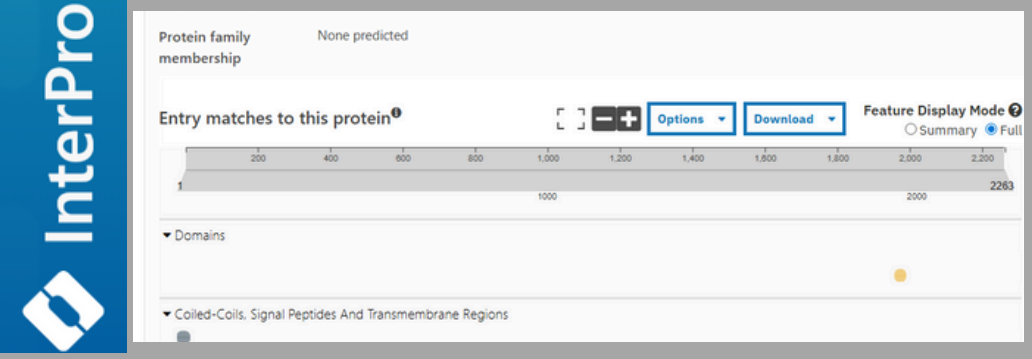 InterPro
Protein family membership None predicted
Entry matches to this protein
Options Download
Feature Display Mode
Summary Full
200 400 600 800 1,000 1,200 1,400 1,600 1,800 2,000 2,200
1 2263
1000 2000
Domains
Coiled-Coils, Signal Peptides And Transmembrane Regions